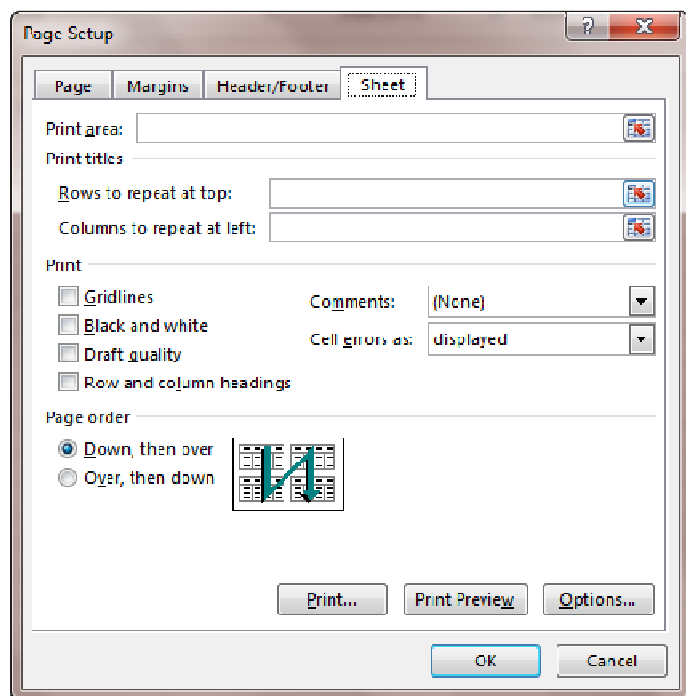 Page Setup
?
Page Margins Header/Footer Sheet
Print area:
Print titles
Rows to repeat at top:
Columns to repeat at left:
Print
Gridlines
Comments: (None)
Black and white
Cell errors as: displayed
Draft quality
Row and column headings
Page order
Down, then over
Over, then down
Print... Print Preview Options...
OK Cancel